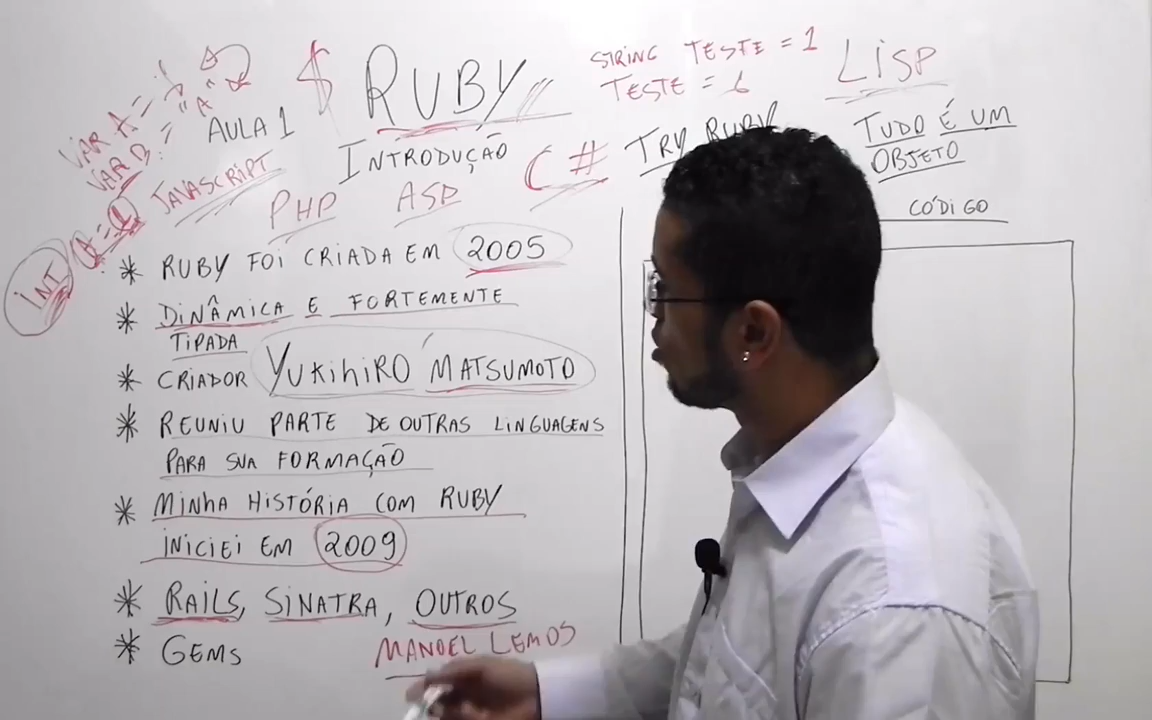 $ RUBY
STRING TESTE = 1
TESTE = 6
LISP
VAR A = 1
VAR B = "A"
AULA 1
INTRODUÇÃO
C#
TRY RUBY
TUDO É UM
OBJETO
JAVASCRIPT
PHP ASP
CÓDIGO
INT A = 1
* RUBY FOI CRIADA EM 2005
* DINÂMICA E FORTEMENTE
TIPADA
* CRIADOR YUKIHIRO MATSUMOTO
* REUNIU PARTE DE OUTRAS LINGUAGENS
PARA SUA FORMAÇÃO
* MINHA HISTÓRIA COM RUBY
INICIEI EM 2009
* RAILS, SINATRA, OUTROS
* GEMS
MANOEL LEMOS